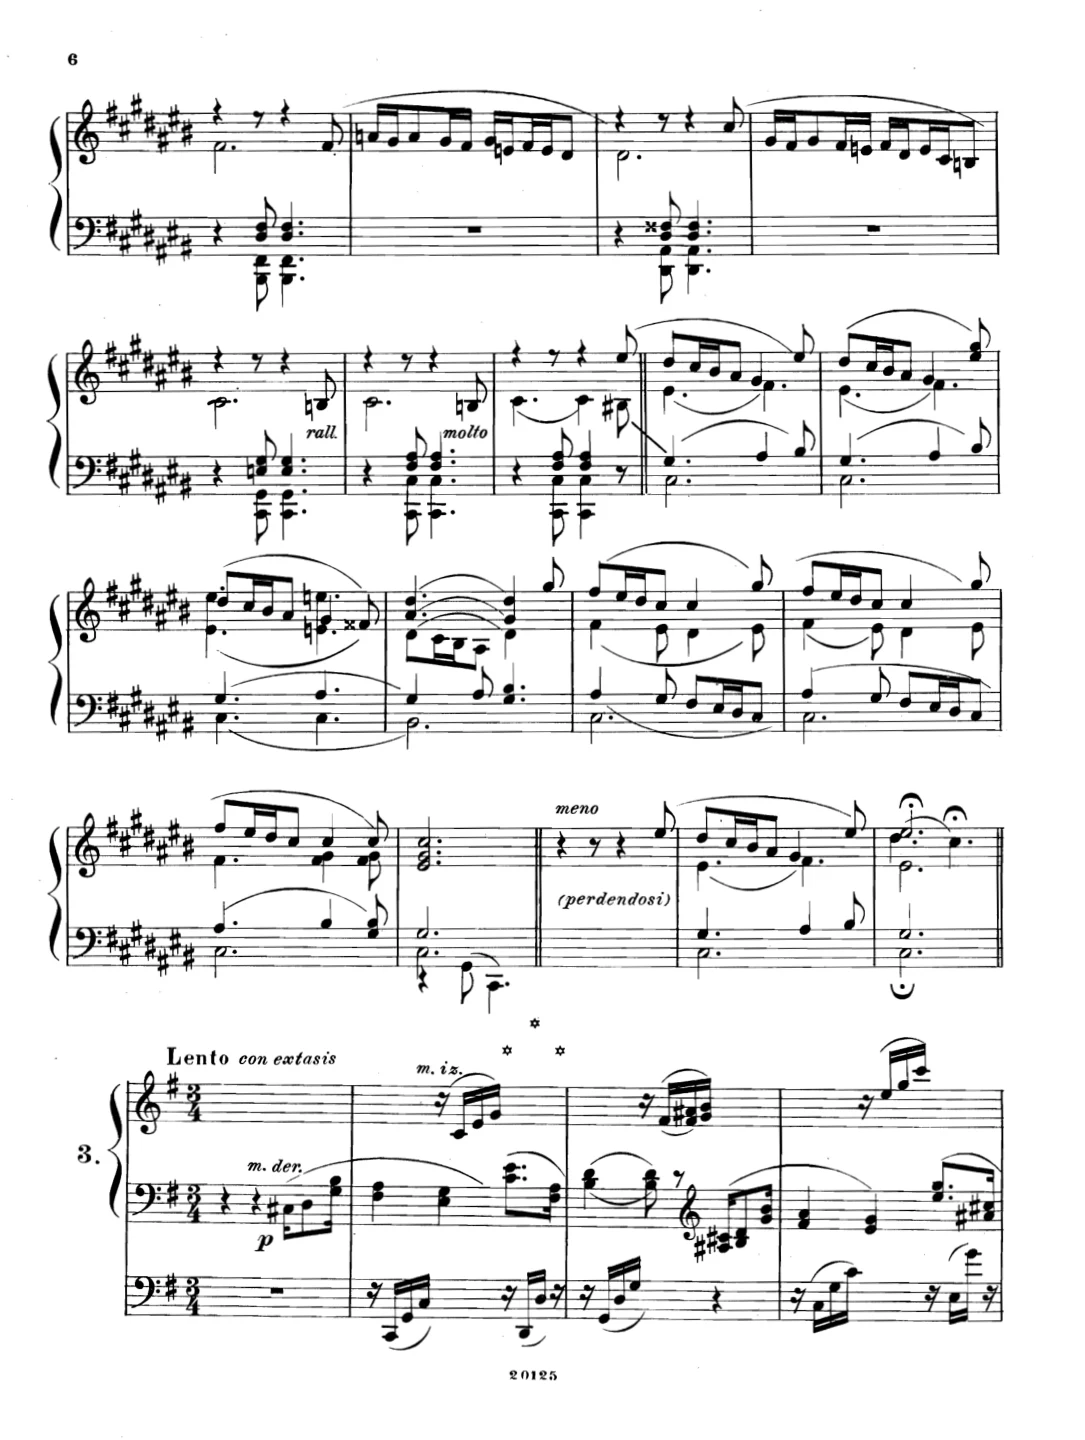 6
rall.
molto
meno
(perdendosi)
Lento con extasis
m. iz.
3.
m. der.
p
20125